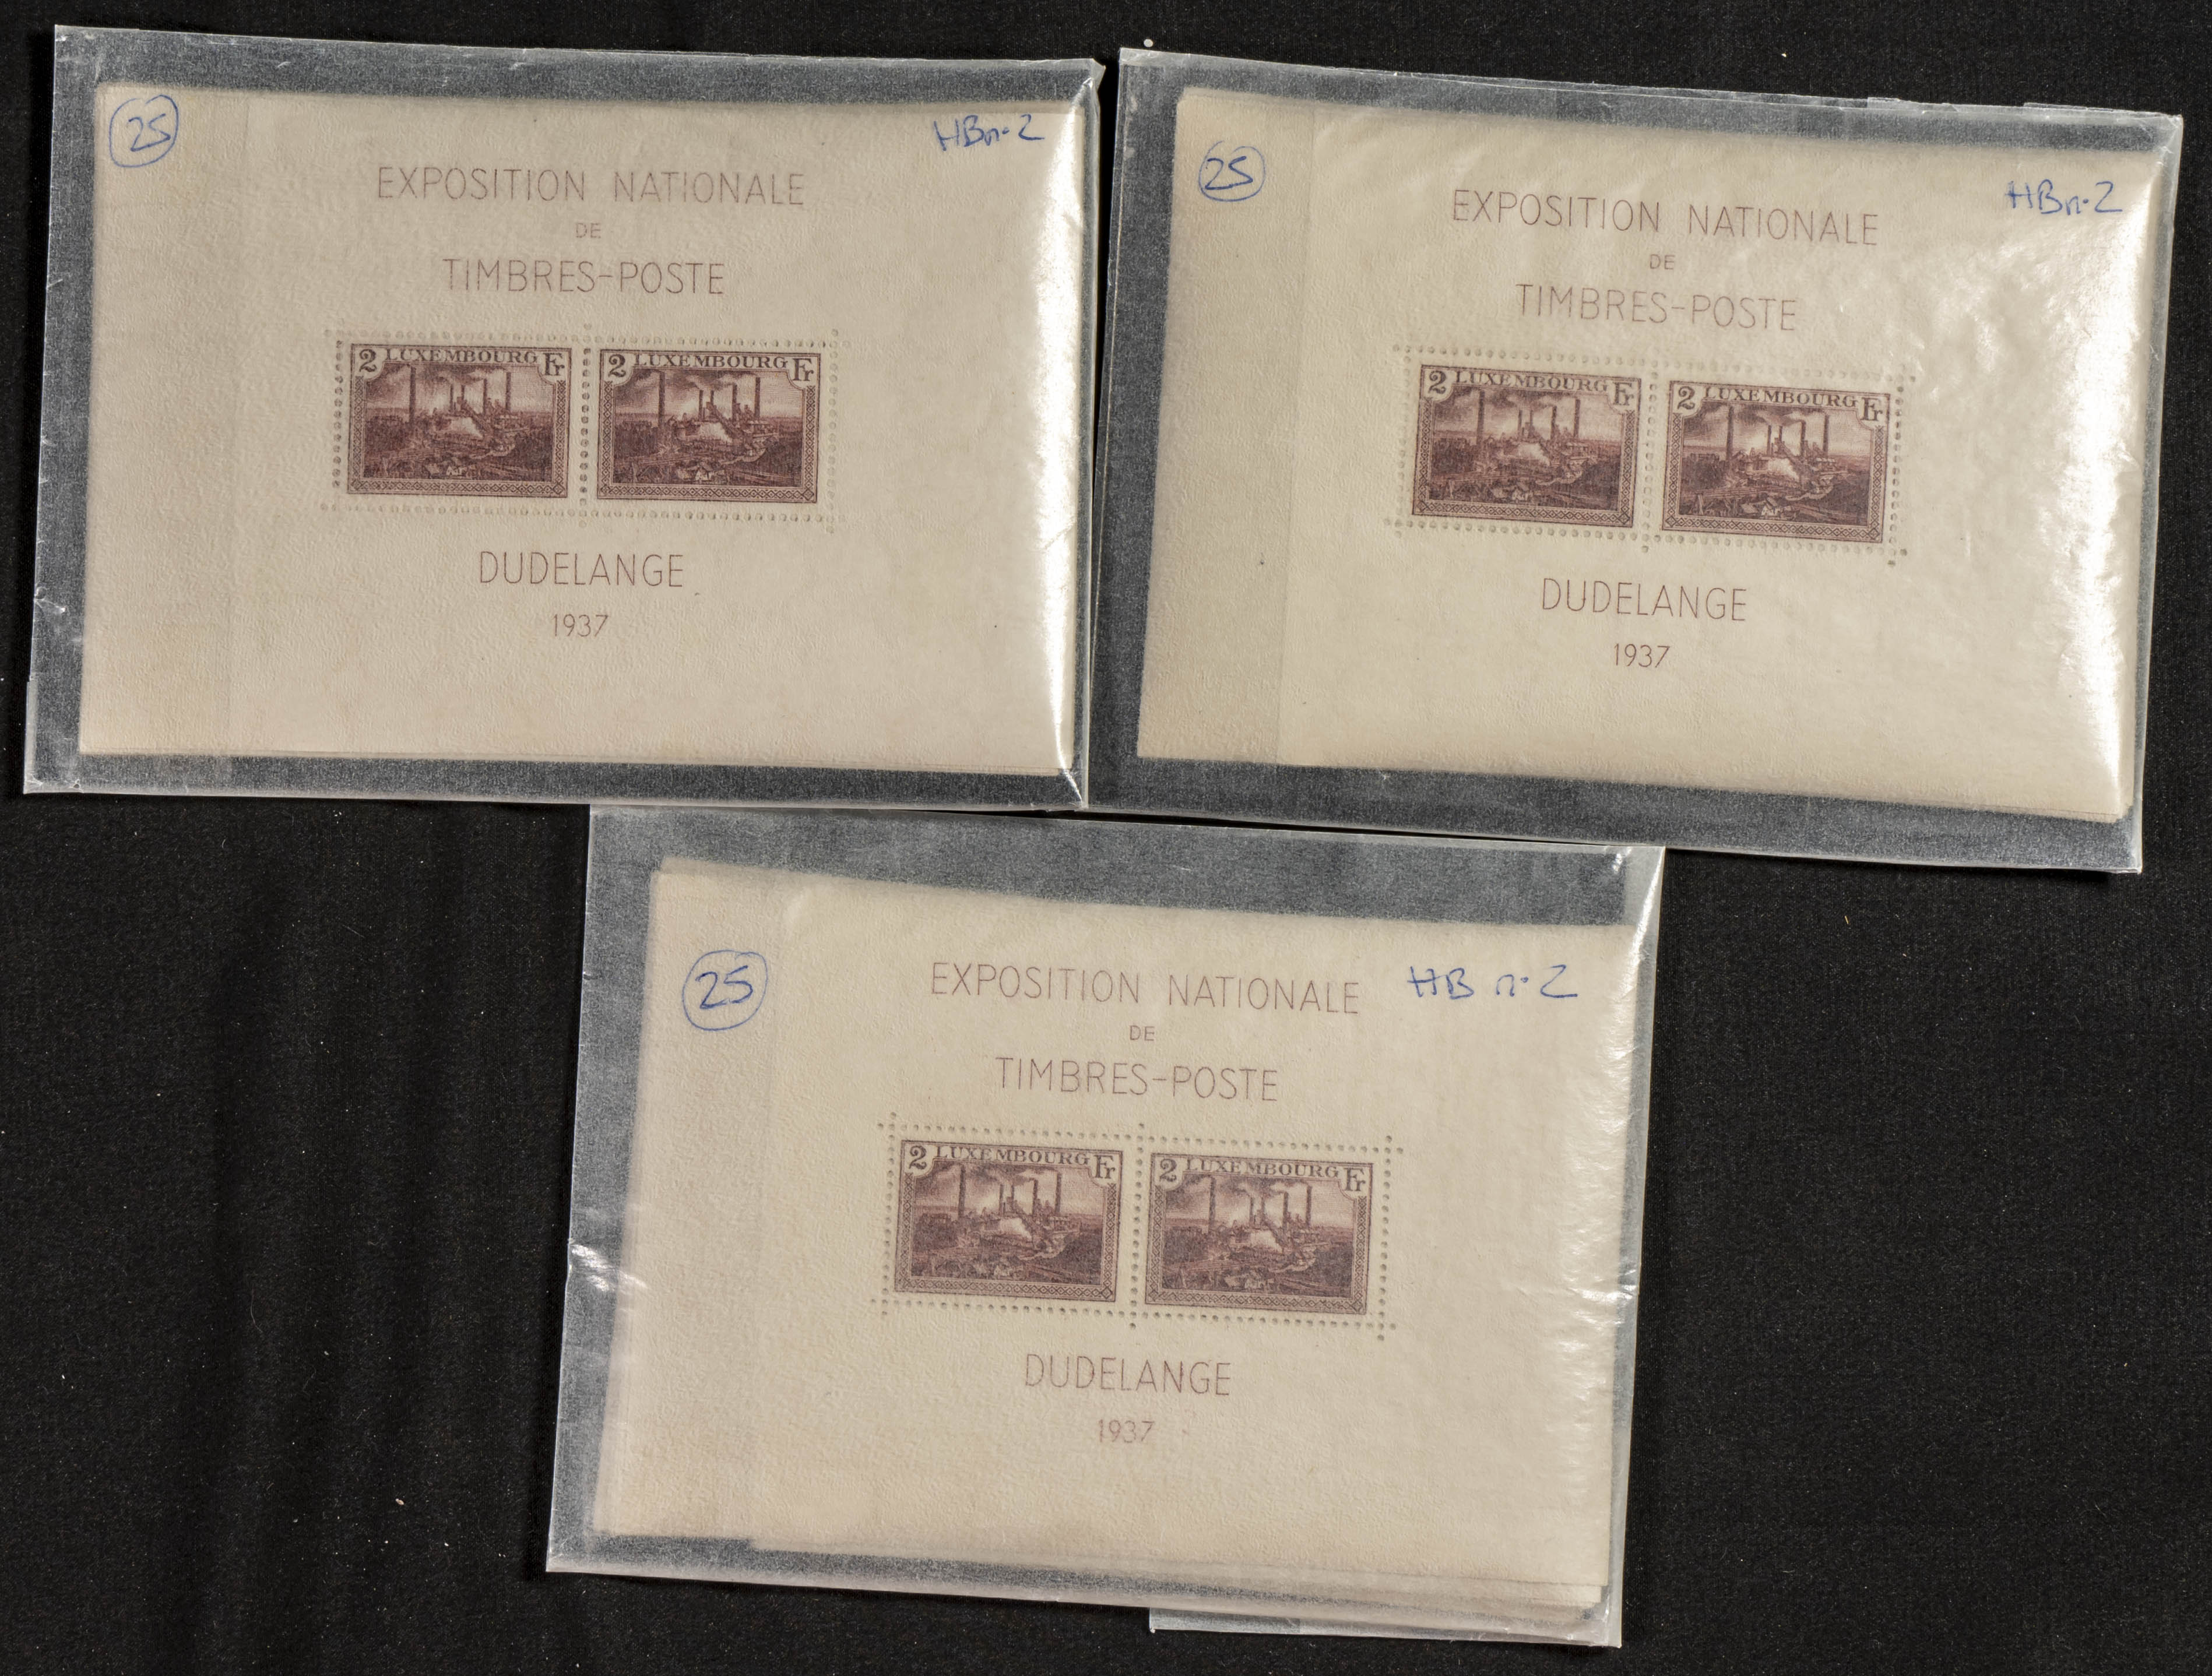 25
HB n·2
EXPOSITION NATIONALE
DE
TIMBRES-POSTE
2 LUXEMBOURG Fr
2 LUXEMBOURG Fr
DUDELANGE
1937
25
HB n·2
EXPOSITION NATIONALE
DE
TIMBRES-POSTE
2 LUXEMBOURG Fr
2 LUXEMBOURG Fr
DUDELANGE
1937
25
EXPOSITION NATIONALE
HB n·2
DE
TIMBRES-POSTE
2 LUXEMBOURG Fr
2 LUXEMBOURG Fr
DUDELANGE
1937